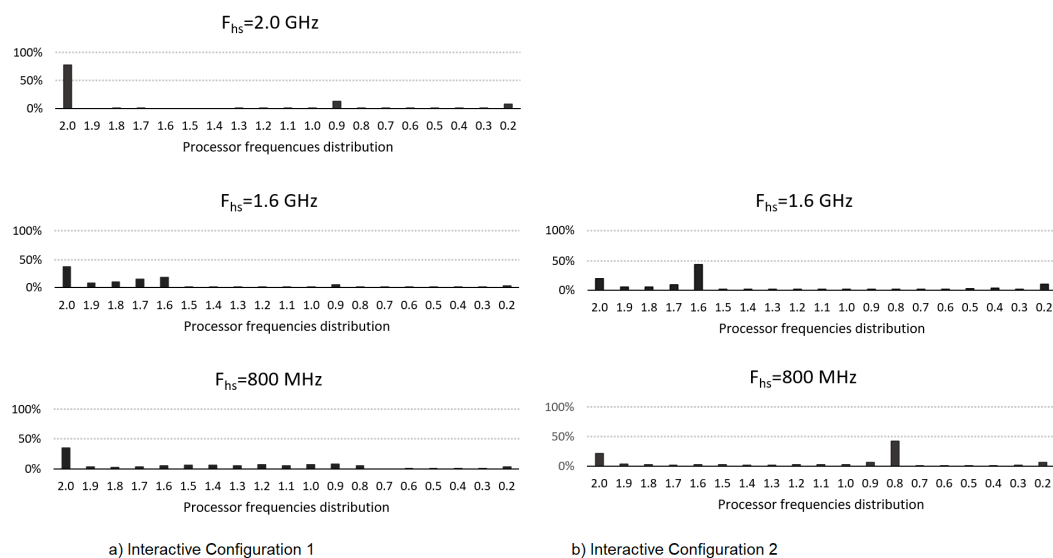 Fhs=2.0 GHz
100%
50%
0%
2.0 1.9 1.8 1.7 1.6 1.5 1.4 1.3 1.2 1.1 1.0 0.9 0.8 0.7 0.6 0.5 0.4 0.3 0.2
Processor frequencues distribution
Fhs=1.6 GHz
100%
50%
0%
2.0 1.9 1.8 1.7 1.6 1.5 1.4 1.3 1.2 1.1 1.0 0.9 0.8 0.7 0.6 0.5 0.4 0.3 0.2
Processor frequencies distribution
Fhs=800 MHz
100%
50%
0%
2.0 1.9 1.8 1.7 1.6 1.5 1.4 1.3 1.2 1.1 1.0 0.9 0.8 0.7 0.6 0.5 0.4 0.3 0.2
Processor frequencies distribution
a) Interactive Configuration 1
Fhs=1.6 GHz
100%
50%
0%
2.0 1.9 1.8 1.7 1.6 1.5 1.4 1.3 1.2 1.1 1.0 0.9 0.8 0.7 0.6 0.5 0.4 0.3 0.2
Processor frequencies distribution
Fhs=800 MHz
100%
50%
0%
2.0 1.9 1.8 1.7 1.6 1.5 1.4 1.3 1.2 1.1 1.0 0.9 0.8 0.7 0.6 0.5 0.4 0.3 0.2
Processor frequencies distribution
b) Interactive Configuration 2